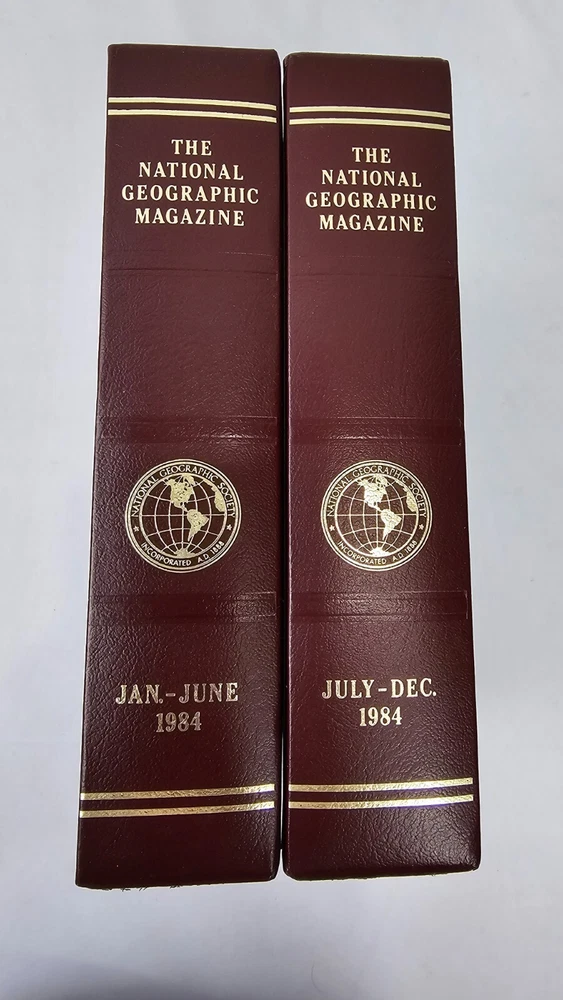 THE
NATIONAL
GEOGRAPHIC
MAGAZINE
NATIONAL GEOGRAPHIC SOCIETY
INCORPORATED A.D. 1888
JAN.-JUNE
1984
THE
NATIONAL
GEOGRAPHIC
MAGAZINE
NATIONAL GEOGRAPHIC SOCIETY
INCORPORATED A.D. 1888
JULY-DEC.
1984